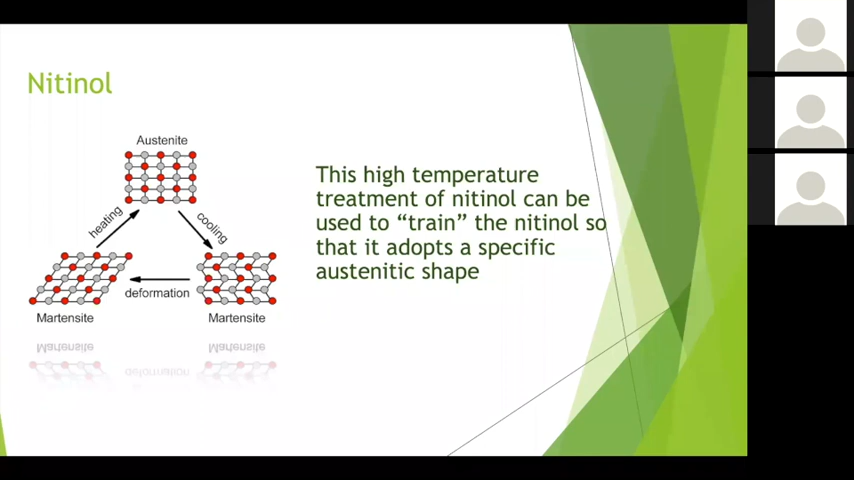 Nitinol
Austenite
heating
cooling
deformation
Martensite
Martensite
This high temperature
treatment of nitinol can be
used to “train” the nitinol so
that it adopts a specific
austenitic shape